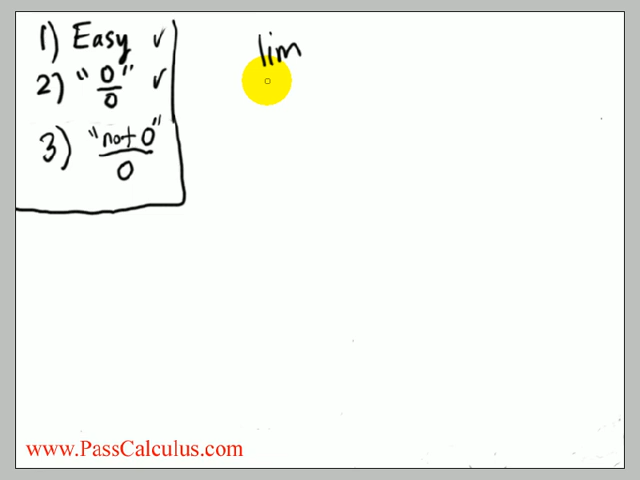 1) Easy ✓
lim
2) "0/0" ✓
3) "not 0"/0
www.PassCalculus.com